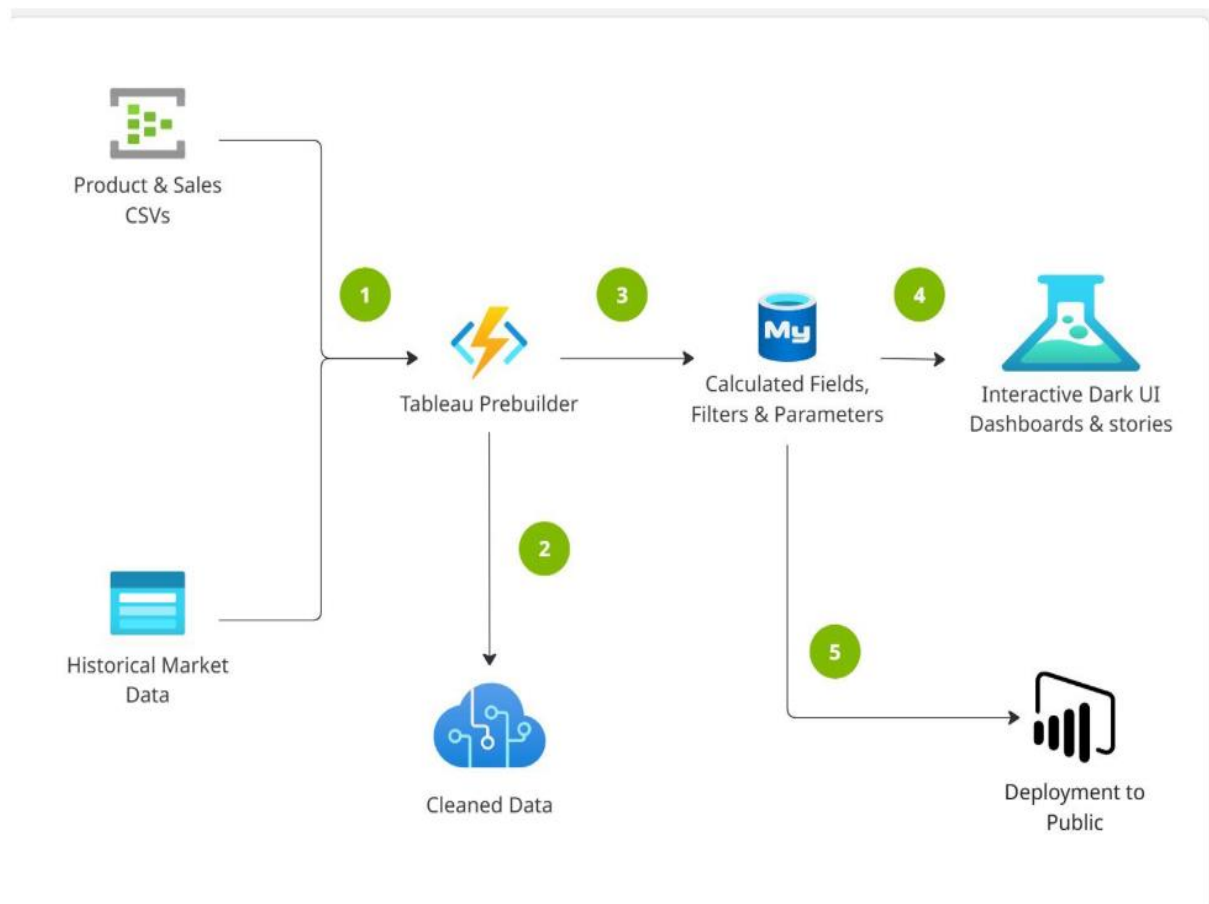 Product & Sales
CSVs
1
3
4
My
Tableau Prebuilder
Calculated Fields,
Filters & Parameters
Interactive Dark UI
Dashboards & stories
2
Historical Market
Data
5
Cleaned Data
Deployment to
Public